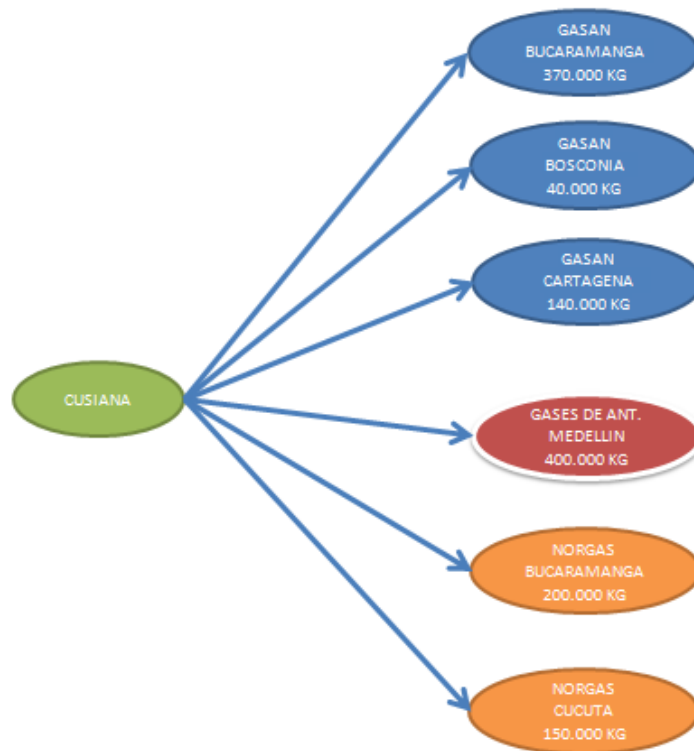 GASAN
BUCARAMANGA
370.000 KG
GASAN
BOSCONIA
40.000 KG
GASAN
CARTAGENA
140.000 KG
CUSIANA
GASES DE ANT.
MEDELLIN
400.000 KG
NORGAS
BUCARAMANGA
200.000 KG
NORGAS
CUCUTA
150.000 KG